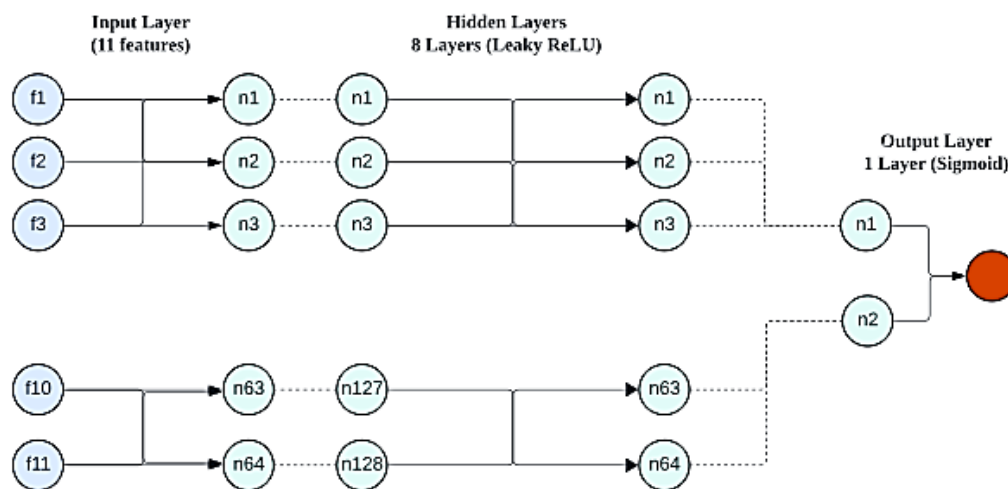 Input Layer
(11 features)
Hidden Layers
8 Layers (Leaky ReLU)
Output Layer
1 Layer (Sigmoid)
f1 n1 n1 n1
f2 n2 n2 n2
f3 n3 n3 n3 n1
n2
f10 n63 n127 n63
f11 n64 n128 n64